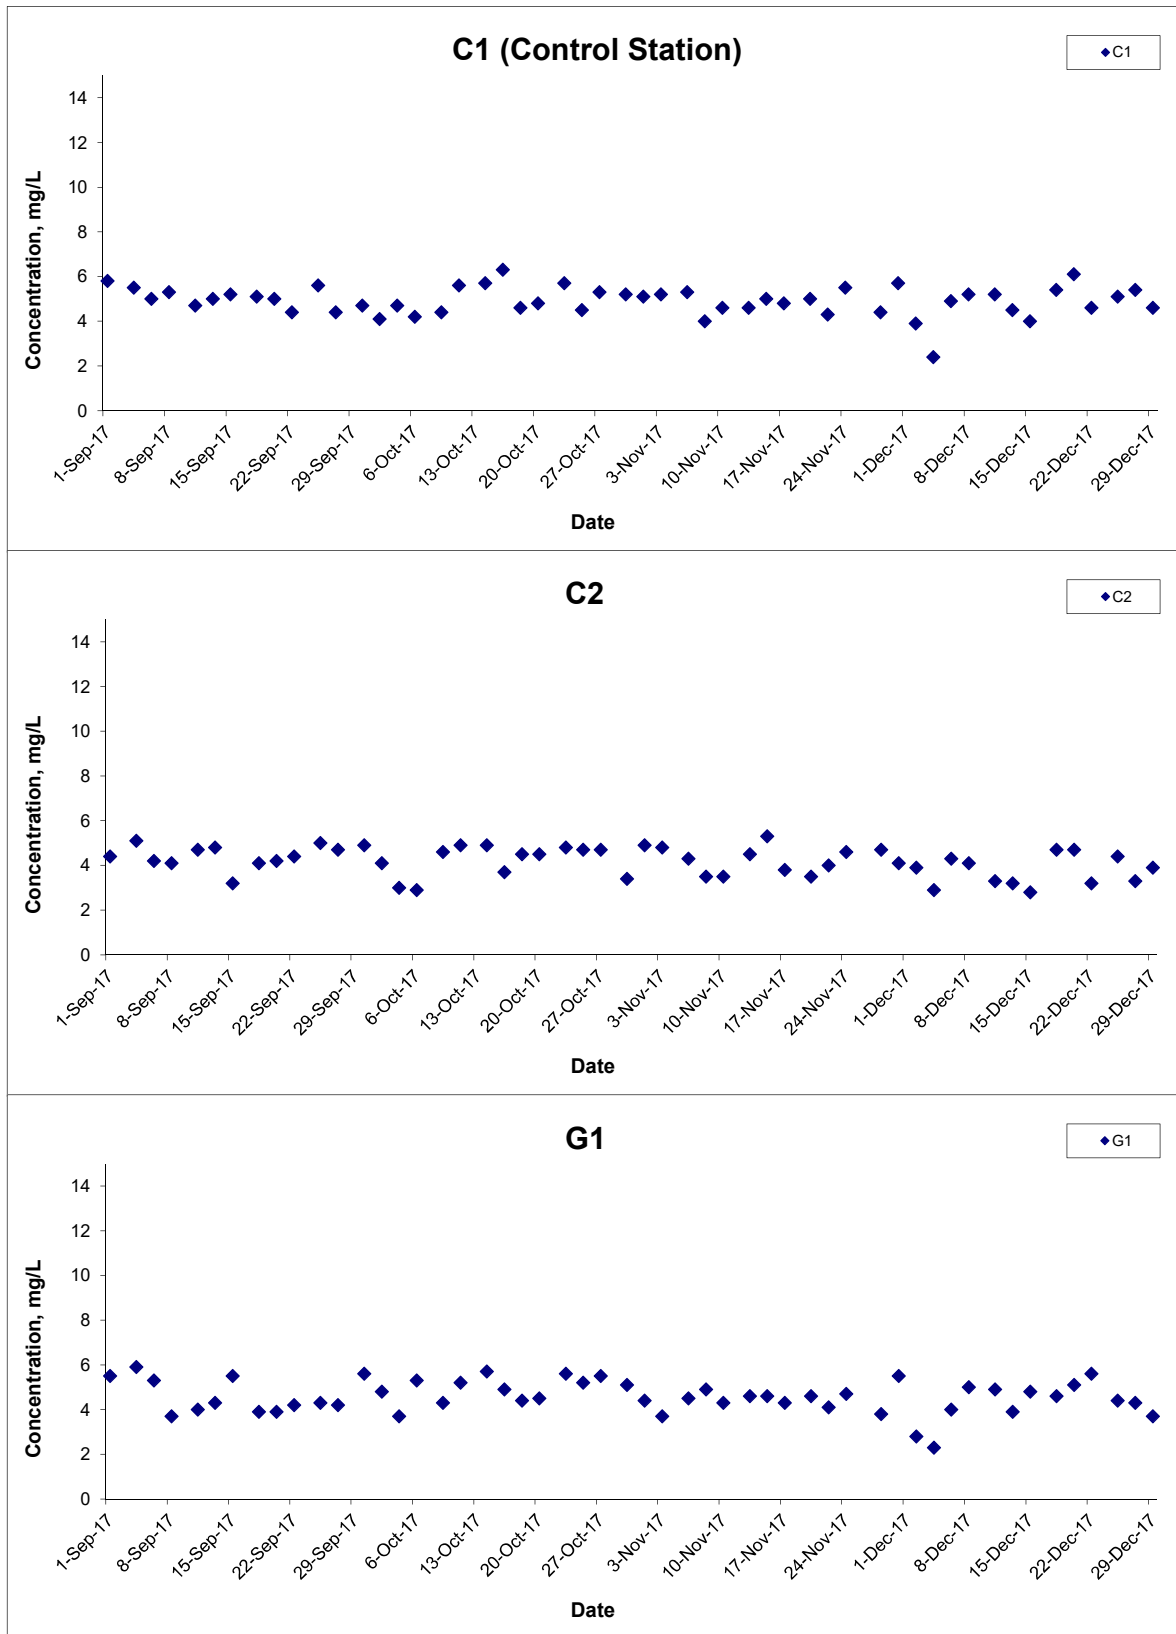 C1 (Control Station)
C1
14
12
10
8
6
4
2
0
Concentration, mg/L
1-Sep-17
8-Sep-17
15-Sep-17
22-Sep-17
29-Sep-17
6-Oct-17
13-Oct-17
20-Oct-17
27-Oct-17
3-Nov-17
10-Nov-17
17-Nov-17
24-Nov-17
1-Dec-17
8-Dec-17
15-Dec-17
22-Dec-17
29-Dec-17
Date
C2
C2
14
12
10
8
6
4
2
0
Concentration, mg/L
1-Sep-17
8-Sep-17
15-Sep-17
22-Sep-17
29-Sep-17
6-Oct-17
13-Oct-17
20-Oct-17
27-Oct-17
3-Nov-17
10-Nov-17
17-Nov-17
24-Nov-17
1-Dec-17
8-Dec-17
15-Dec-17
22-Dec-17
29-Dec-17
Date
G1
G1
14
12
10
8
6
4
2
0
Concentration, mg/L
1-Sep-17
8-Sep-17
15-Sep-17
22-Sep-17
29-Sep-17
6-Oct-17
13-Oct-17
20-Oct-17
27-Oct-17
3-Nov-17
10-Nov-17
17-Nov-17
24-Nov-17
1-Dec-17
8-Dec-17
15-Dec-17
22-Dec-17
29-Dec-17
Date